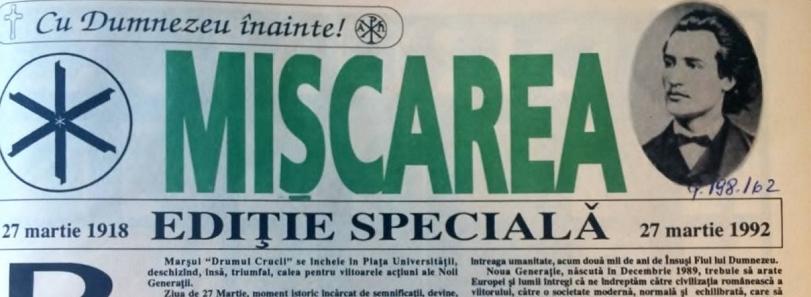 Cu Dumnezeu înainte!
MIŞCAREA
27 martie 1918 EDIŢIE SPECIALĂ 27 martie 1992
Marşul "Drumul Crucii" se încheie în Piaţa Universităţii,
deschizind, însă, triumfal, calea pentru viitoarele acţiuni ale Noii
Generaţii.
Ziua de 27 Martie, moment istoric încărcat de semnificaţii, devine,
întreaga umanitate, acum două mii de ani de Însuşi Fiul lui Dumnezeu.
Noua Generaţie, născută în Decembrie 1989, trebuie să arate
Europei şi lumii întregi că ne îndreptăm către civilizaţia românească a
viitorului, către o societate modernă, normală şi echilibrată, care să